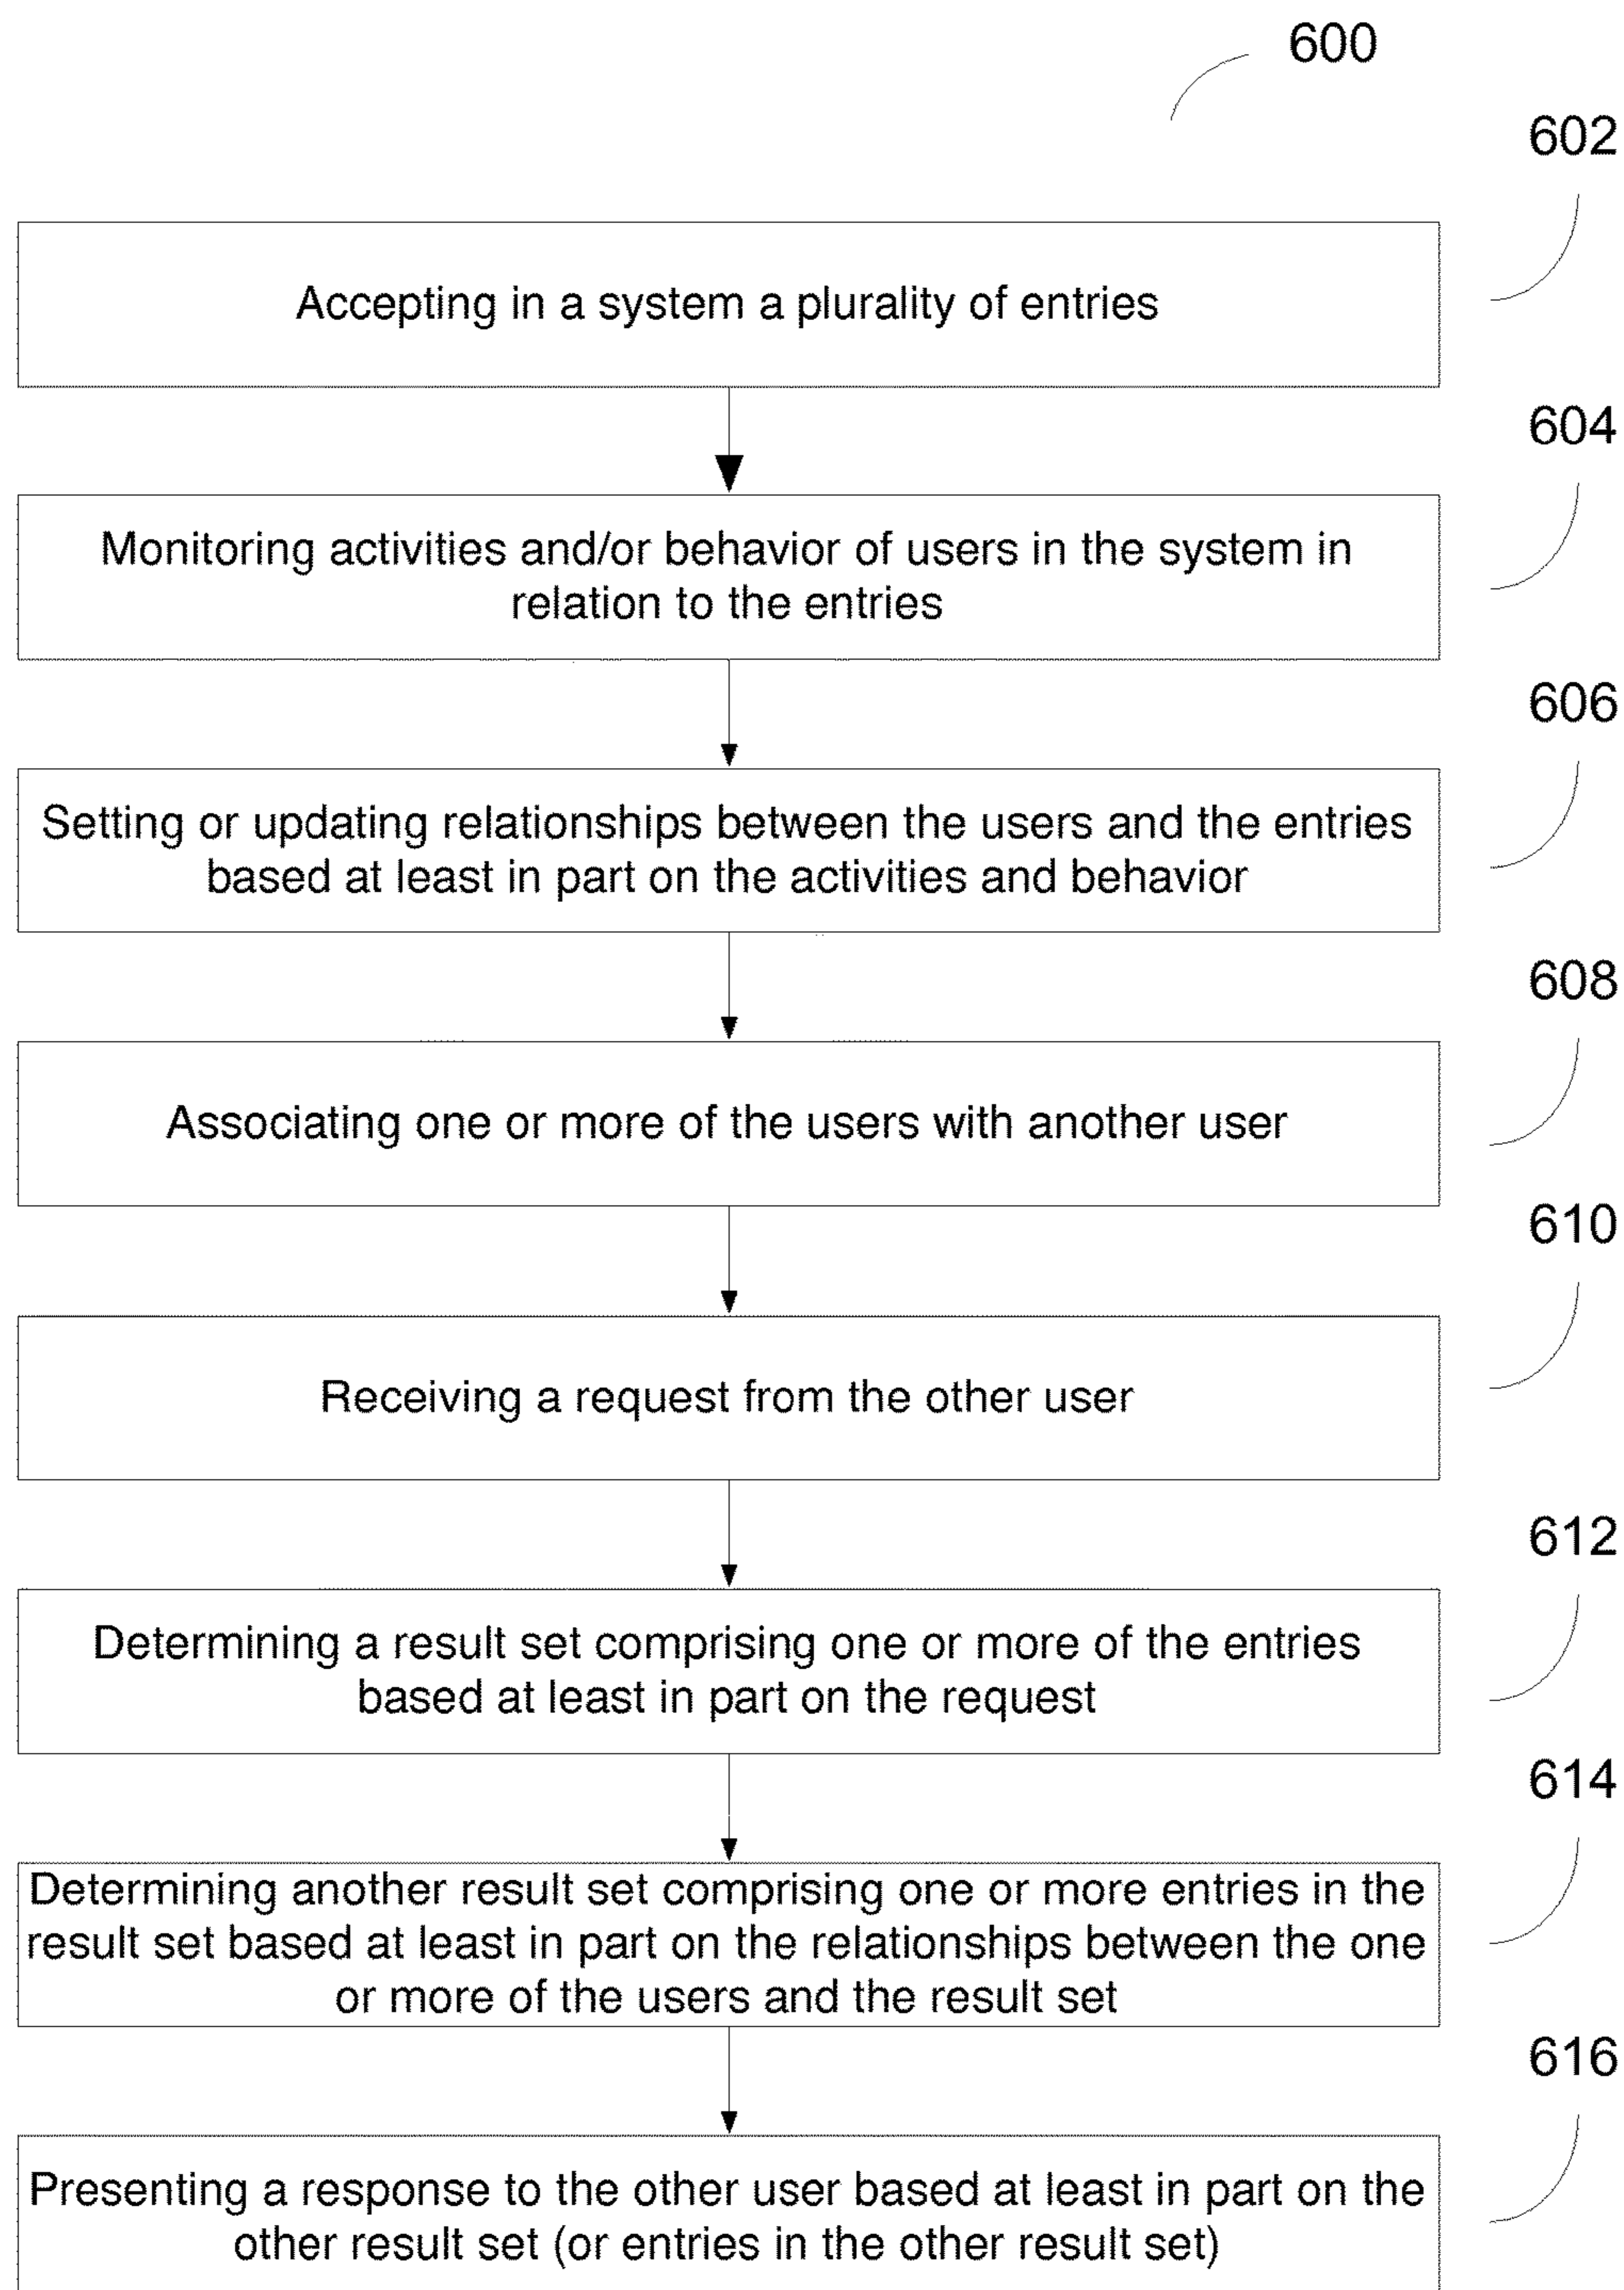 600
602
Accepting in a system a plurality of entries
604
Monitoring activities and/or behavior of users in the system in
relation to the entries
606
Setting or updating relationships between the users and the entries
based at least in part on the activities and behavior
608
Associating one or more of the users with another user
610
Receiving a request from the other user
612
Determining a result set comprising one or more of the entries
based at least in part on the request
614
Determining another result set comprising one or more entries in the
result set based at least in part on the relationships between the one
or more of the users and the result set
616
Presenting a response to the other user based at least in part on the
other result set (or entries in the other result set)